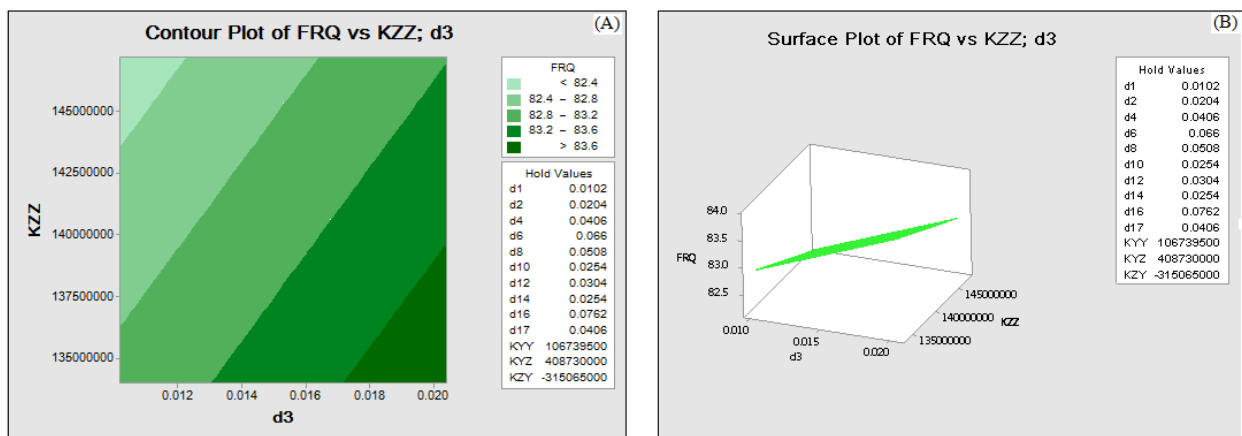 (A)
Contour Plot of FRQ vs KZZ; d3
KZZ
145000000
142500000
140000000
137500000
135000000
0.012 0.014 0.016 0.018 0.020
d3
FRQ
< 82.4
82.4 – 82.8
82.8 – 83.2
83.2 – 83.6
> 83.6
Hold Values
d1 0.0102
d2 0.0204
d4 0.0406
d6 0.066
d8 0.0508
d10 0.0254
d12 0.0304
d14 0.0254
d16 0.0762
d17 0.0406
KYY 106739500
KYZ 408730000
KZY -315065000
(B)
Surface Plot of FRQ vs KZZ; d3
84.0
83.5
FRQ 83.0
82.5
0.010
0.015
0.020
d3
145000000
140000000
KZZ
135000000
Hold Values
d1 0.0102
d2 0.0204
d4 0.0406
d6 0.066
d8 0.0508
d10 0.0254
d12 0.0304
d14 0.0254
d16 0.0762
d17 0.0406
KYY 106739500
KYZ 408730000
KZY -315065000